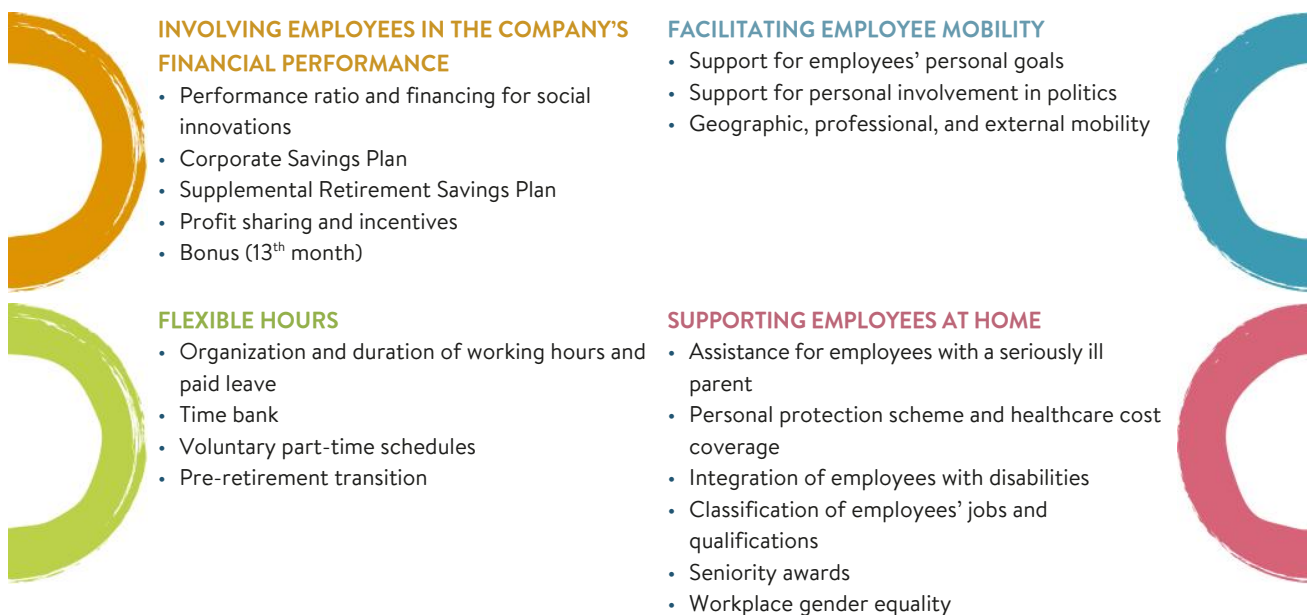 INVOLVING EMPLOYEES IN THE COMPANY'S
FINANCIAL PERFORMANCE
• Performance ratio and financing for social
innovations
• Corporate Savings Plan
• Supplemental Retirement Savings Plan
• Profit sharing and incentives
• Bonus (13th month)
FACILITATING EMPLOYEE MOBILITY
• Support for employees' personal goals
• Support for personal involvement in politics
• Geographic, professional, and external mobility
FLEXIBLE HOURS
• Organization and duration of working hours and
paid leave
• Time bank
• Voluntary part-time schedules
• Pre-retirement transition
SUPPORTING EMPLOYEES AT HOME
• Assistance for employees with a seriously ill
parent
• Personal protection scheme and healthcare cost
coverage
• Integration of employees with disabilities
• Classification of employees' jobs and
qualifications
• Seniority awards
• Workplace gender equality